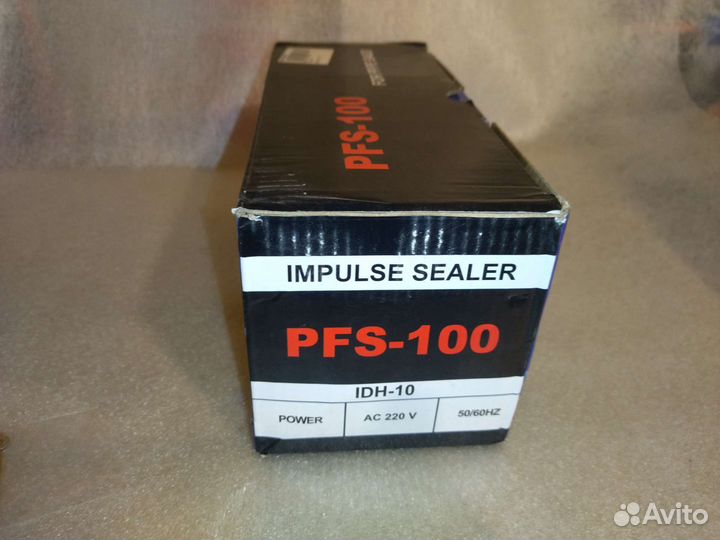 PFS-100
IMPULSE SEALER
PFS-100
IDH-10
POWER AC 220 V 50/60HZ
Avito